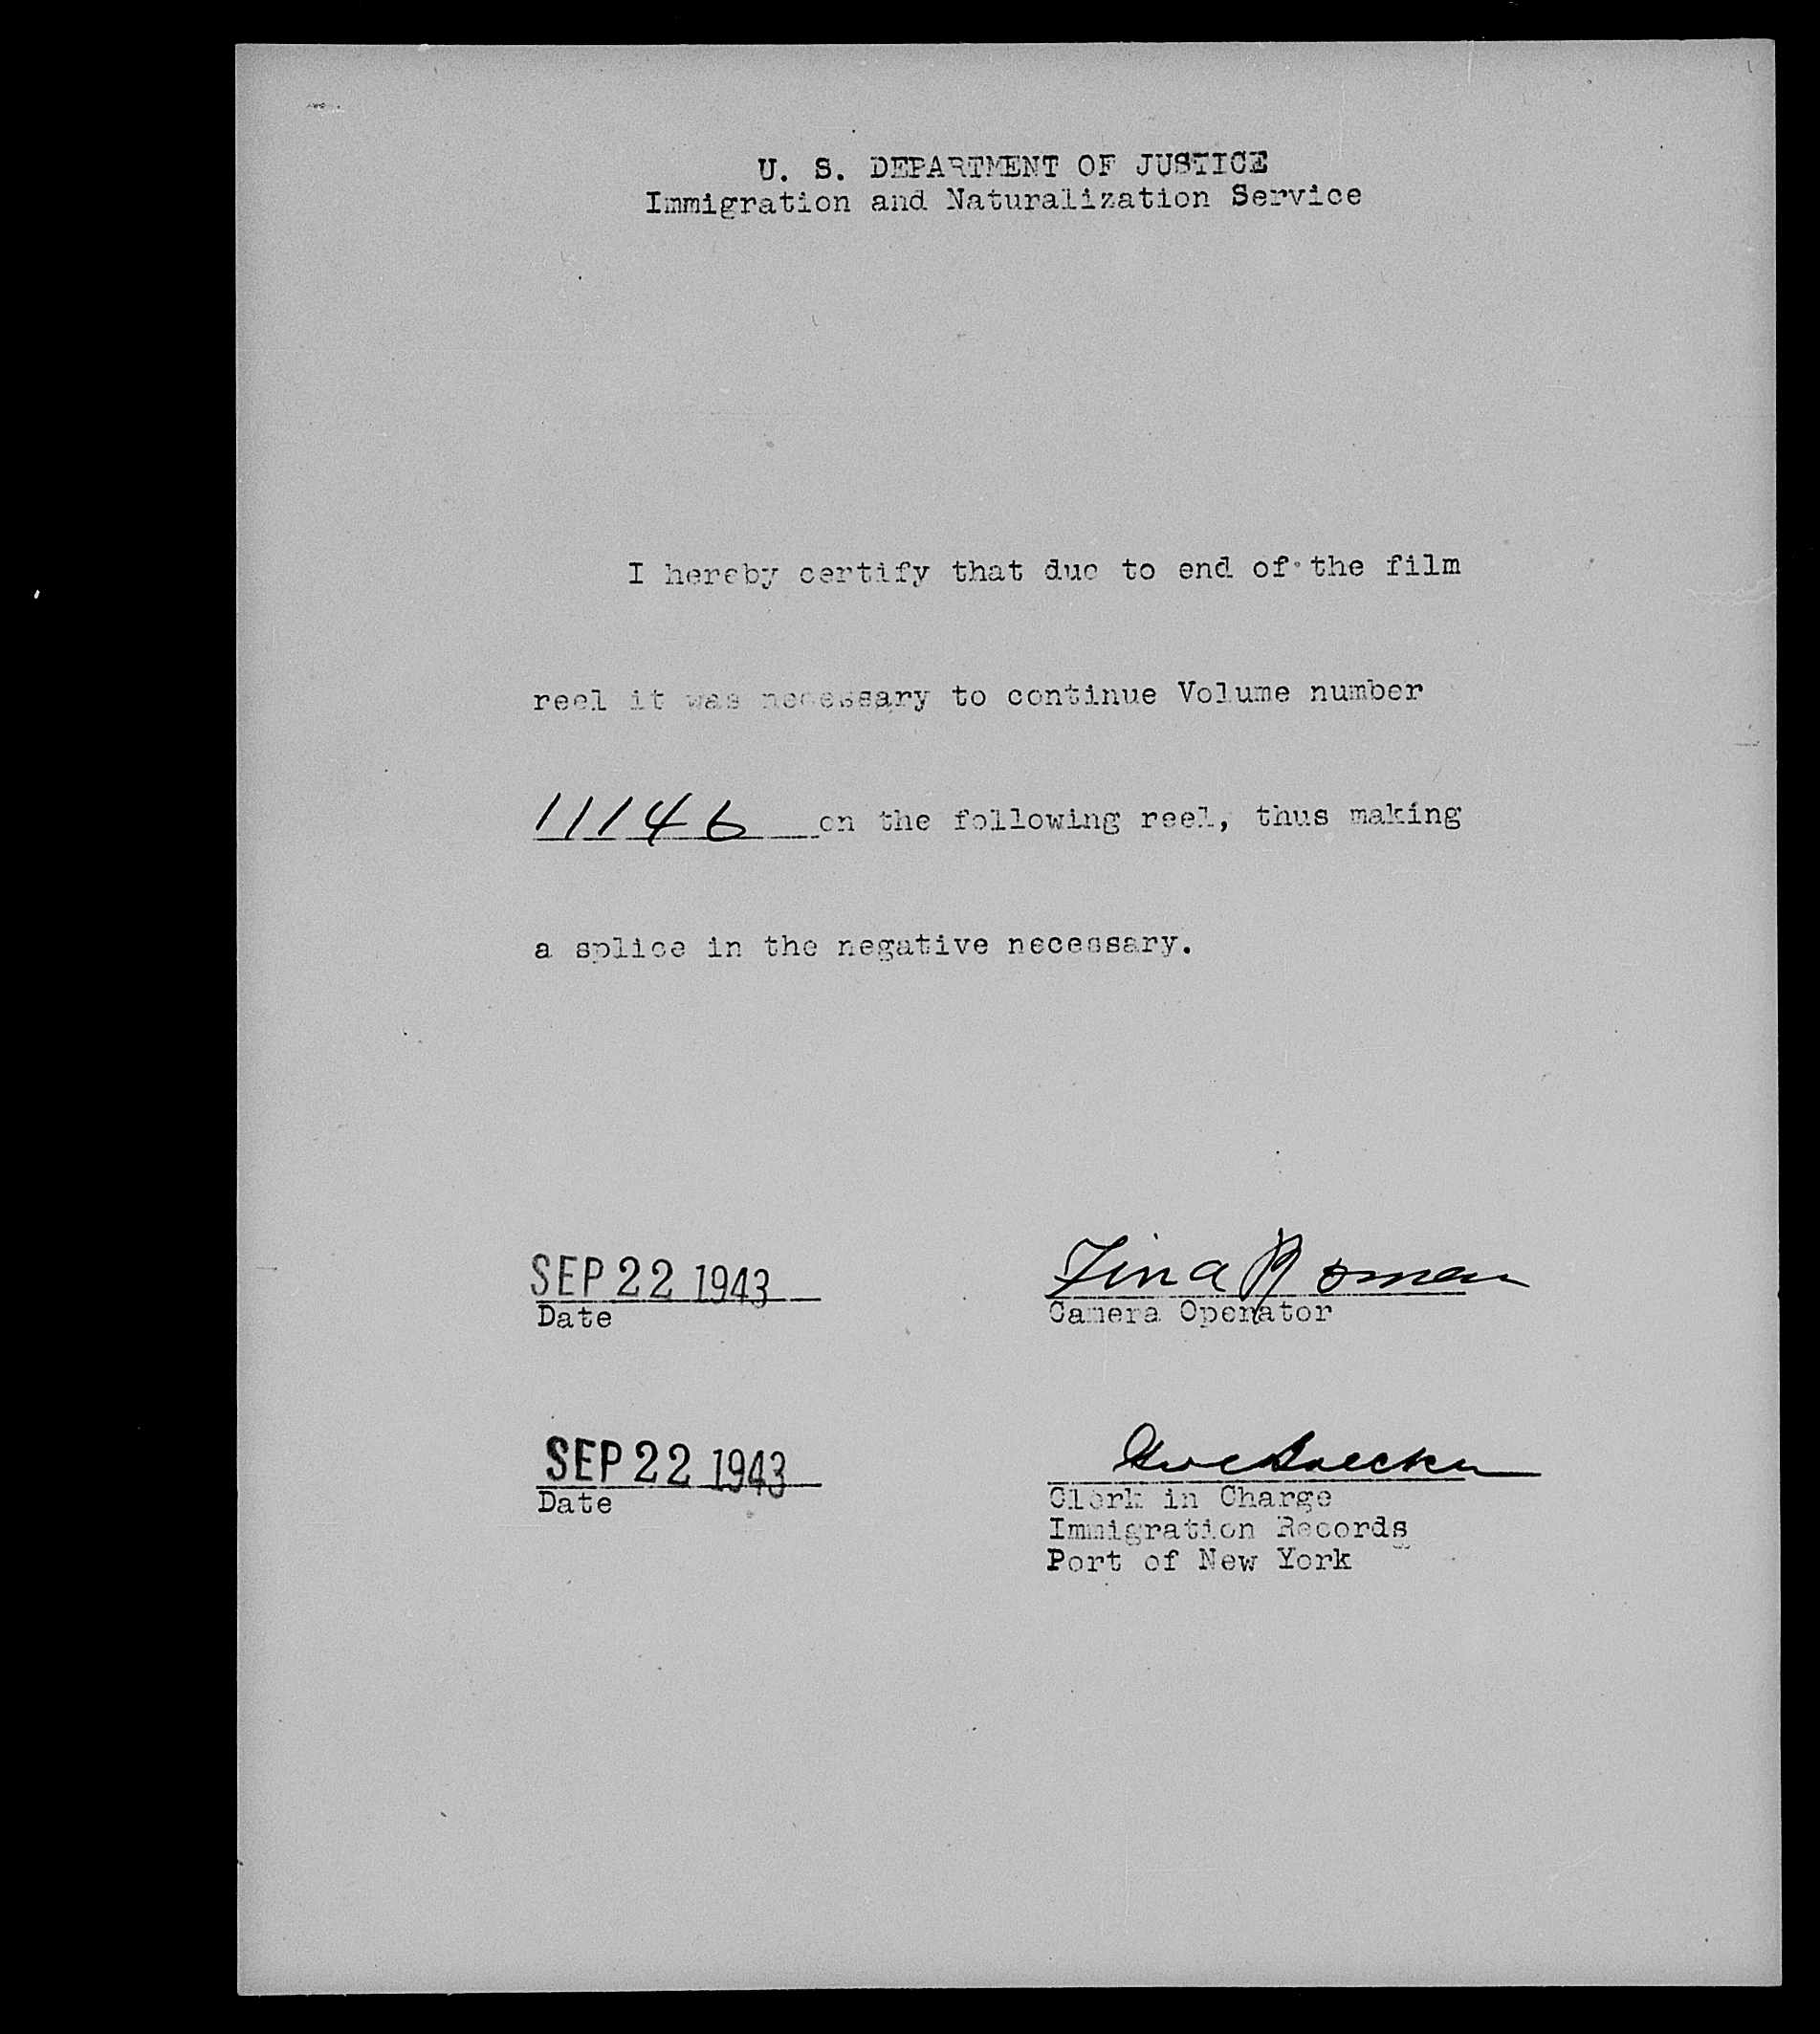 U. S. DEPARTMENT OF JUSTICE
Immigration and Naturalization Service
I hereby certify that due to end of the film
reel it was necessary to continue Volume number
11146 on the following reel, thus making
a splice in the negative necessary.
SEP 22 1943
Date
Tina Roman
Camera Operator
SEP 22 1943
Date
Clerk in Charge
Immigration Records
Port of New York